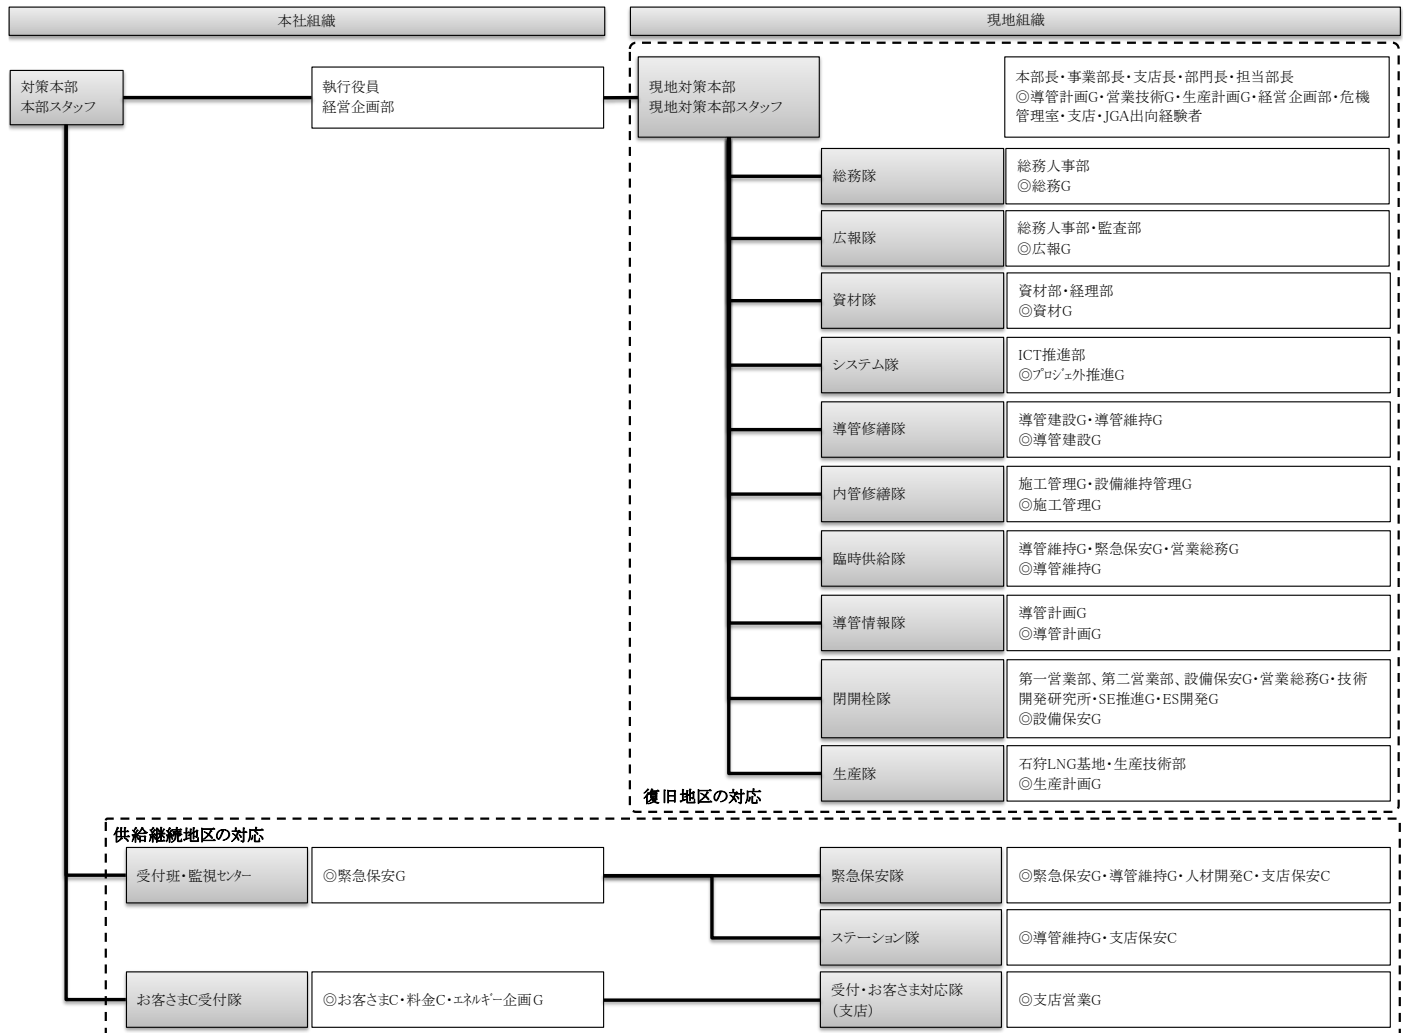 本社組織
現地組織
対策本部
本部スタッフ
執行役員
経営企画部
現地対策本部
現地対策本部スタッフ
本部長・事業部長・支店長・部門長・担当部長
◎導管計画G・営業技術G・生産計画G・経営企画部・危機
管理室・支店・JGA出向経験者
総務隊
総務人事部
◎総務G
広報隊
総務人事部・監査部
◎広報G
資材隊
資材部・経理部
◎資材G
システム隊
ICT推進部
◎ﾌﾟﾛｼﾞｪｸﾄ推進G
導管修繕隊
導管建設G・導管維持G
◎導管建設G
内管修繕隊
施工管理G・設備維持管理G
◎施工管理G
臨時供給隊
導管維持G・緊急保安G・営業総務G
◎導管維持G
導管情報隊
導管計画G
◎導管計画G
閉開栓隊
第一営業部、第二営業部、設備保安G・営業総務G・技術
開発研究所・SE推進G・ES開発G
◎設備保安G
生産隊
石狩LNG基地・生産技術部
◎生産計画G
復旧地区の対応
供給継続地区の対応
受付班・監視ｾﾝﾀｰ
◎緊急保安G
緊急保安隊
◎緊急保安G・導管維持G・人材開発C・支店保安C
ステーション隊
◎導管維持G・支店保安C
お客さまC受付隊
◎お客さまC・料金C・ｴﾈﾙｷﾞｰ企画G
受付・お客さま対応隊
（支店）
◎支店営業G